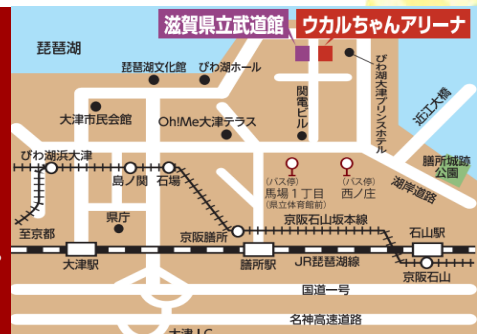 滋賀県立武道館
ウカルちゃんアリーナ
琵琶湖
琵琶湖文化館
びわ湖ホール
びわ湖大津プリンスホテル
大津市民会館
Oh!Me大津テラス
関電ビル
近江大橋
膳所城跡
公園
びわ湖浜大津
島ノ関
石場
(バス停)
馬場1丁目
(県立体育館前)
(バス停)
西ノ庄
湖岸道路
県庁
至京都
京阪膳所
京阪石山坂本線
石山駅
大津駅
膳所駅
JR琵琶湖線
京阪石山
国道一号
名神高速道路
大津I.C